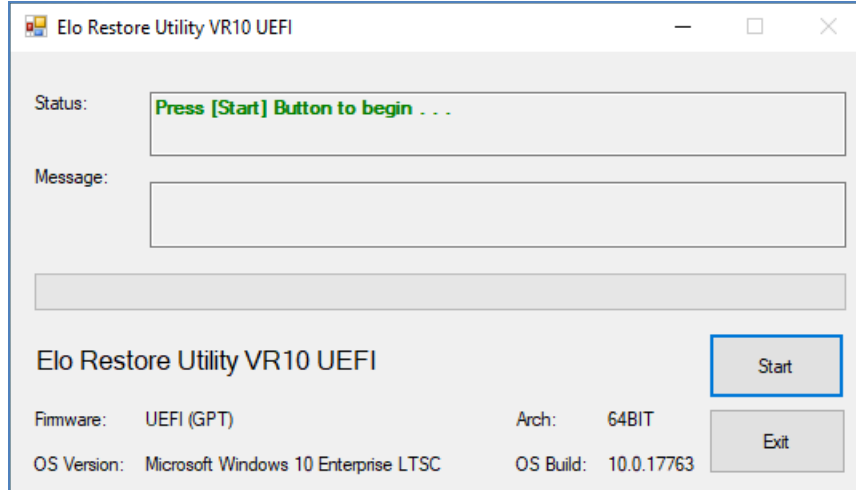 Elo Restore Utility VR10 UEFI
Status:
Press [Start] Button to begin . . .
Message:
Elo Restore Utility VR10 UEFI
Start
Firmware: UEFI (GPT) Arch: 64BIT
Exit
OS Version: Microsoft Windows 10 Enterprise LTSC OS Build: 10.0.17763